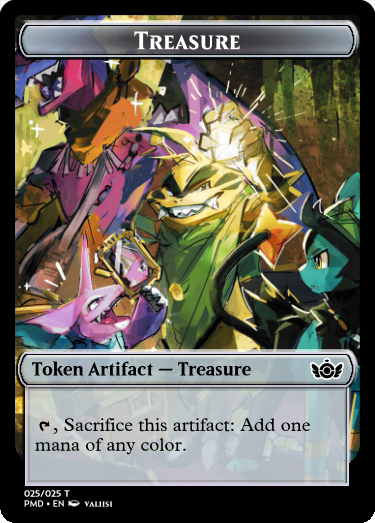 TREASURE
Token Artifact — Treasure
, Sacrifice this artifact: Add one
mana of any color.
025/025 T
PMD • EN VALIISI